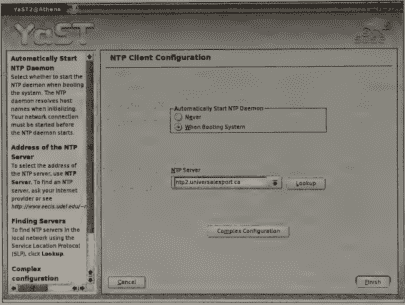 YaST2@Athena
YaST
Automatically Start
NTP Daemon
Select whether to start
the NTP daemon when booting
the system. The NTP
daemon resolves host
names when initializing.
Your network connection
must be started before
the NTP daemon starts.
Address of the NTP
Server
To select the address of
the NTP server, use NTP
Server. To find an NTP
server, ask your Internet
provider or see
Finding Servers
To find NTP servers in the
local network using the
Service Location Protocol
(SLP), click Lookup.
Complex
configuration
NTP Client Configuration
Automatically Start NTP Daemon
Never
When Booting System
NTP Server
ntp2.universalexport.ca
Lookup
Complex Configuration
Cancel
Finish